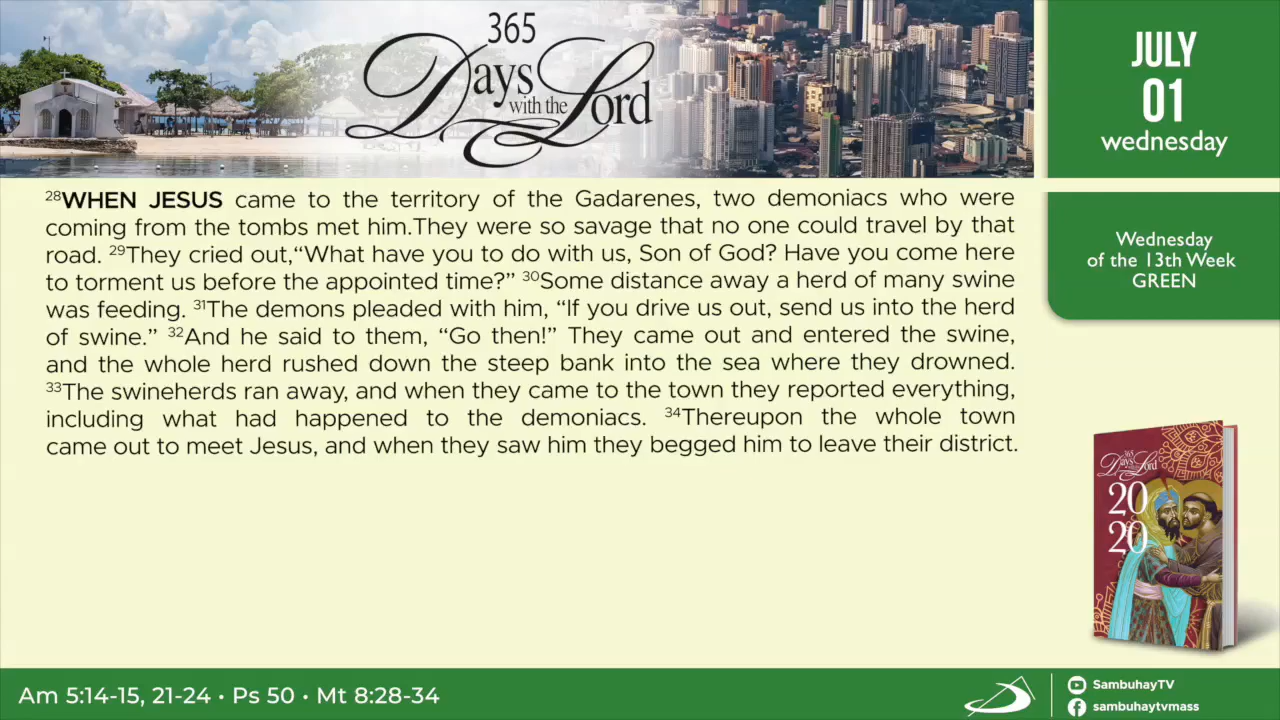 365
Days with the Lord
JULY
01
wednesday
Wednesday
of the 13th Week
GREEN
28WHEN JESUS came to the territory of the Gadarenes, two demoniacs who were
coming from the tombs met him.They were so savage that no one could travel by that
road. 29They cried out,“What have you to do with us, Son of God? Have you come here
to torment us before the appointed time?” 30Some distance away a herd of many swine
was feeding. 31The demons pleaded with him, “If you drive us out, send us into the herd
of swine.” 32And he said to them, “Go then!” They came out and entered the swine,
and the whole herd rushed down the steep bank into the sea where they drowned.
33The swineherds ran away, and when they came to the town they reported everything,
including what had happened to the demoniacs. 34Thereupon the whole town
came out to meet Jesus, and when they saw him they begged him to leave their district.
365
Days with the Lord
20
20
Am 5:14-15, 21-24 • Ps 50 • Mt 8:28-34
SambuhayTV
sambuhaytvmass